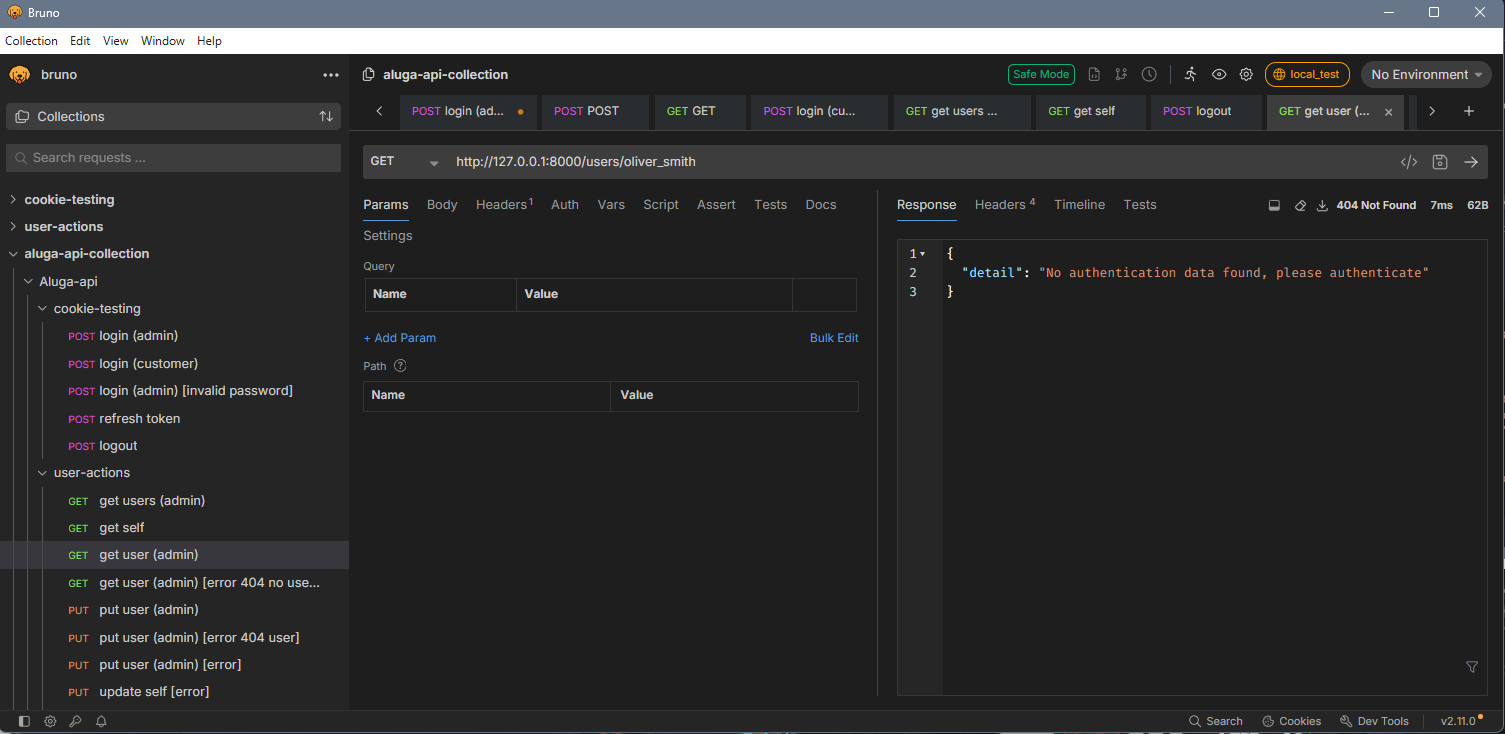 Bruno
Collection Edit View Window Help
bruno
Collections
Search requests ...
cookie-testing
user-actions
aluga-api-collection
Aluga-api
cookie-testing
POST login (admin)
POST login (customer)
POST login (admin) [invalid password]
POST refresh token
POST logout
user-actions
GET get users (admin)
GET get self
GET get user (admin)
GET get user (admin) [error 404 no use...
PUT put user (admin)
PUT put user (admin) [error 404 user]
PUT put user (admin) [error]
PUT update self [error]
aluga-api-collection Safe Mode local_test No Environment
POST login (ad... POST POST GET GET POST login (cu... GET get users ... GET get self POST logout GET get user (...
GET http://127.0.0.1:8000/users/oliver_smith
Params Body Headers 1 Auth Vars Script Assert Tests Docs
Settings
Query
Name Value
+ Add Param Bulk Edit
Path ?
Name Value
Response Headers 4 Timeline Tests 404 Not Found 7ms 62B
1 {
2 "detail": "No authentication data found, please authenticate"
3 }
Search Cookies Dev Tools v2.11.0